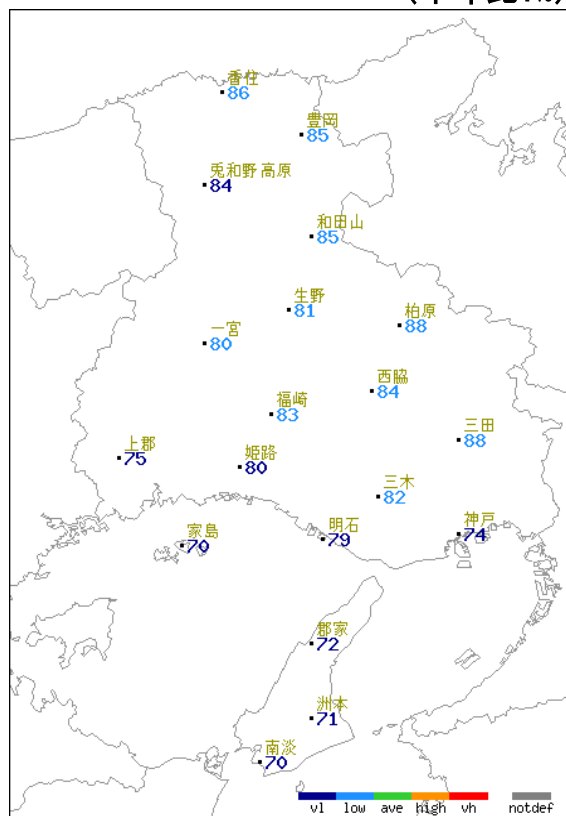 香住
86
豊岡
85
兎和野高原
84
和田山
85
生野
81
柏原
88
一宮
80
西脇
84
福崎
83
三田
88
上郡
75
姫路
80
三木
82
神戸
74
家島
70
明石
79
郡家
72
洲本
71
南淡
70
vl low ave high vh notdef